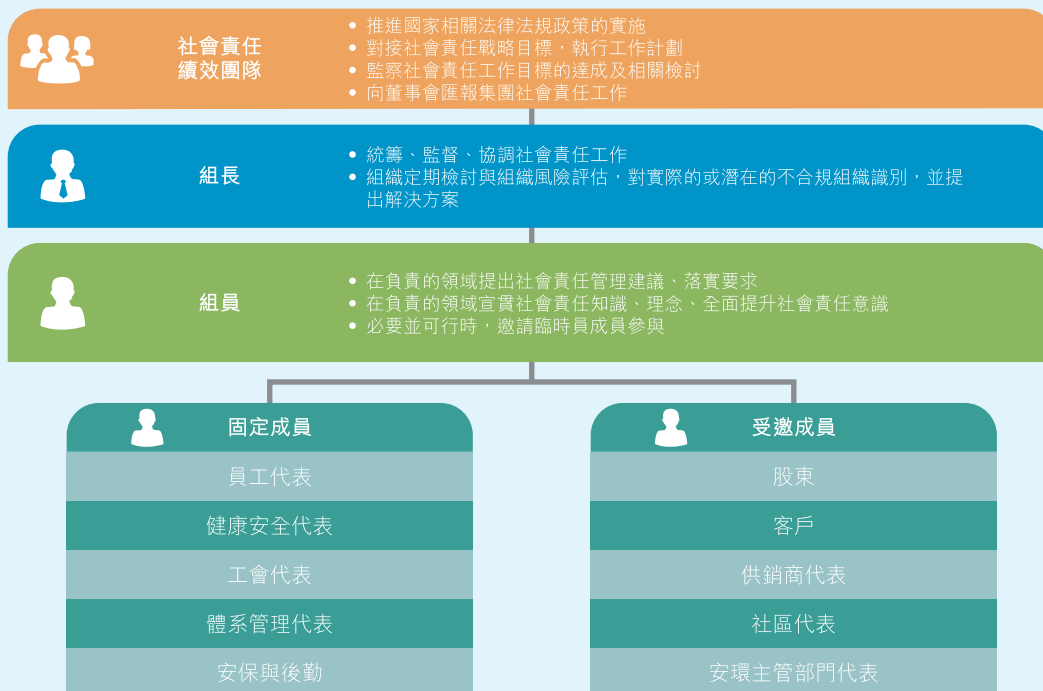 社會責任
績效團隊
• 推進國家相關法律法規政策的實施
• 對接社會責任戰略目標，執行工作計劃
• 監察社會責任工作目標的達成及相關檢討
• 向董事會匯報集團社會責任工作
組長
• 統籌、監督、協調社會責任工作
• 組織定期檢討與組織風險評估，對實際的或潛在的不合規組織識別，並提
出解決方案
組員
• 在負責的領域提出社會責任管理建議、落實要求
• 在負責的領域宣貫社會責任知識、理念、全面提升社會責任意識
• 必要並可行時，邀請臨時員成員參與
固定成員
員工代表
健康安全代表
工會代表
體系管理代表
安保與後勤
受邀成員
股東
客戶
供銷商代表
社區代表
安環主管部門代表